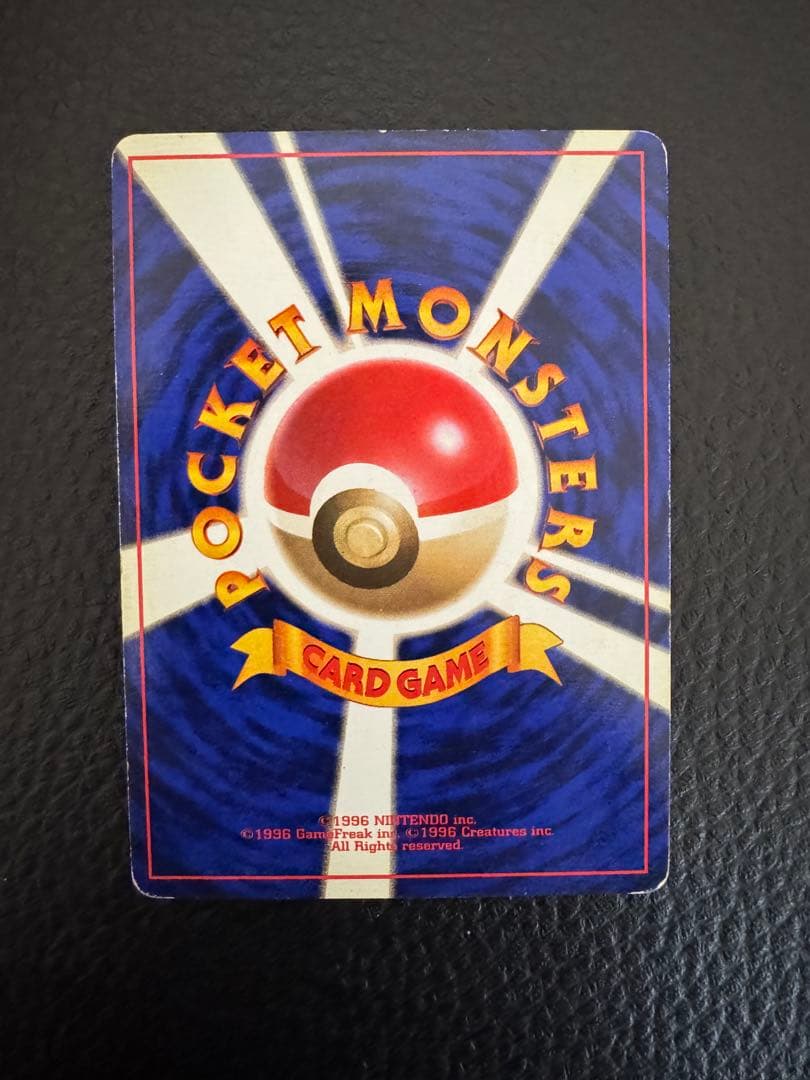 POCKET MONSTERS
CARD GAME
©1996 NINTENDO inc.
©1996 GameFreak inc. ©1996 Creatures inc.
All Rights reserved.